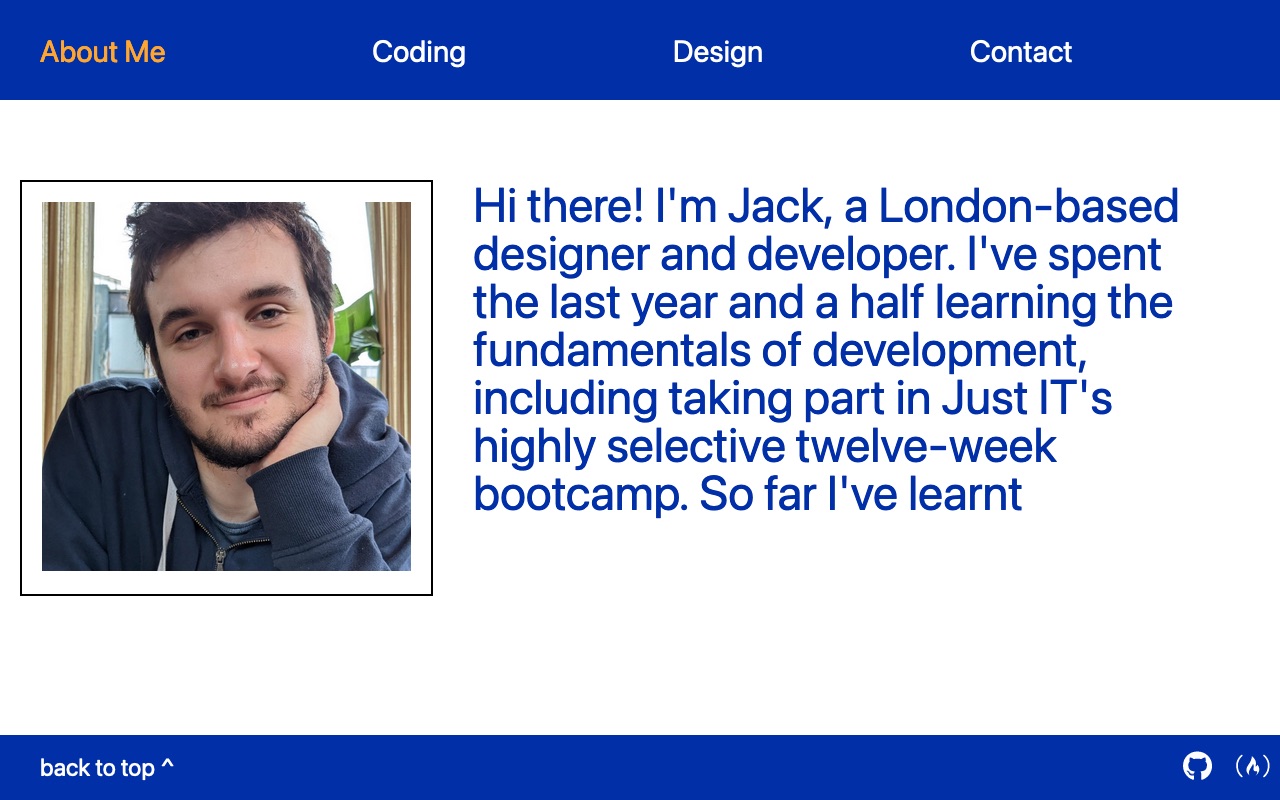 About Me
Coding
Design
Contact
Hi there! I'm Jack, a London-based
designer and developer. I've spent
the last year and a half learning the
fundamentals of development,
including taking part in Just IT's
highly selective twelve-week
bootcamp. So far I've learnt
back to top ^